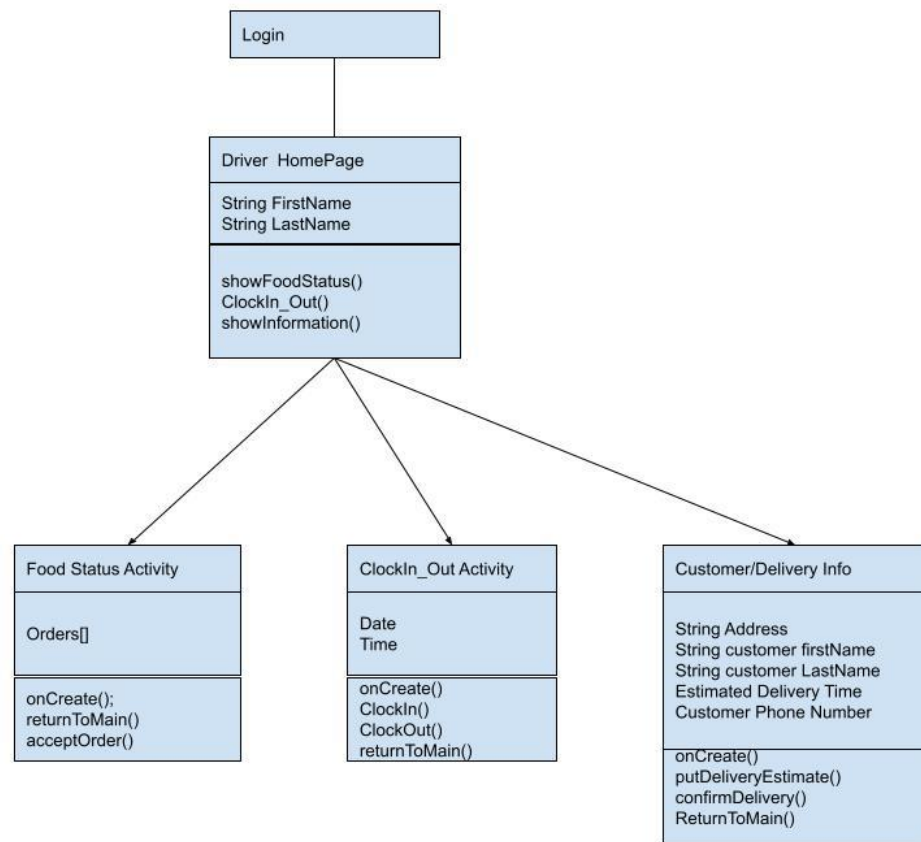 Login
Driver  HomePage
String FirstName
String LastName
showFoodStatus()
ClockIn_Out()
showInformation()
Food Status Activity
Orders[]
onCreate();
returnToMain()
acceptOrder()
ClockIn_Out Activity
Date
Time
onCreate()
ClockIn()
ClockOut()
returnToMain()
Customer/Delivery Info
String Address
String customer firstName
String customer LastName
Estimated Delivery Time
Customer Phone Number
onCreate()
putDeliveryEstimate()
confirmDelivery()
ReturnToMain()